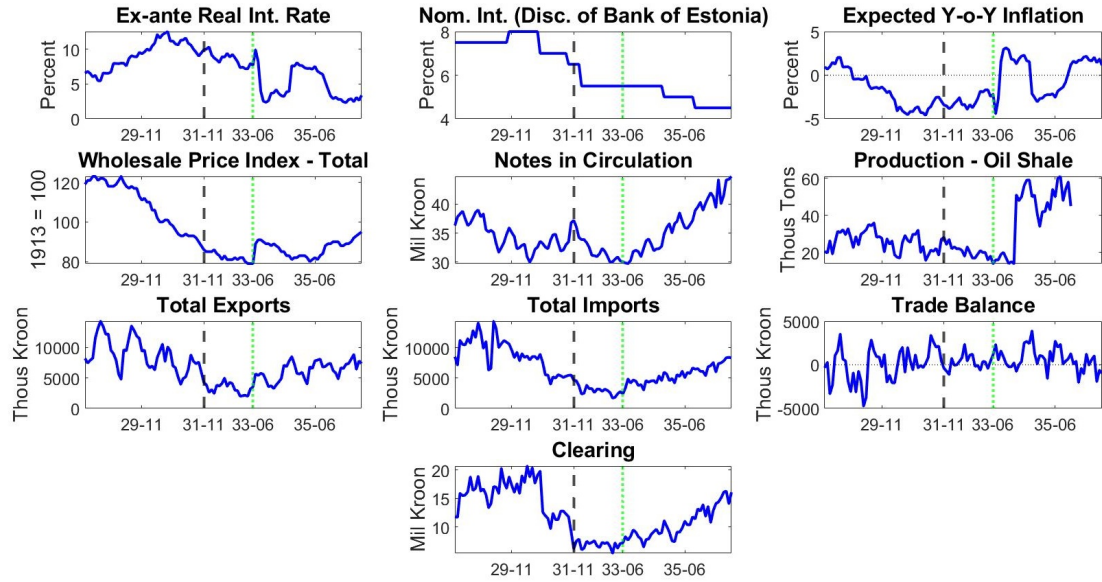 Ex-ante Real Int. Rate
Percent
10
5
0
29-11 31-11 33-06 35-06
Nom. Int. (Disc. of Bank of Estonia)
Percent
8
6
4
29-11 31-11 33-06 35-06
Expected Y-o-Y Inflation
Percent
5
0
-5
29-11 31-11 33-06 35-06
Wholesale Price Index - Total
1913 = 100
120
100
80
29-11 31-11 33-06 35-06
Notes in Circulation
Mil Kroon
40
35
30
29-11 31-11 33-06 35-06
Production - Oil Shale
Thous Tons
60
40
20
29-11 31-11 33-06 35-06
Total Exports
Thous Kroon
10000
5000
0
29-11 31-11 33-06 35-06
Total Imports
Thous Kroon
10000
5000
0
29-11 31-11 33-06 35-06
Trade Balance
Thous Kroon
5000
0
-5000
29-11 31-11 33-06 35-06
Clearing
Mil Kroon
20
15
10
29-11 31-11 33-06 35-06